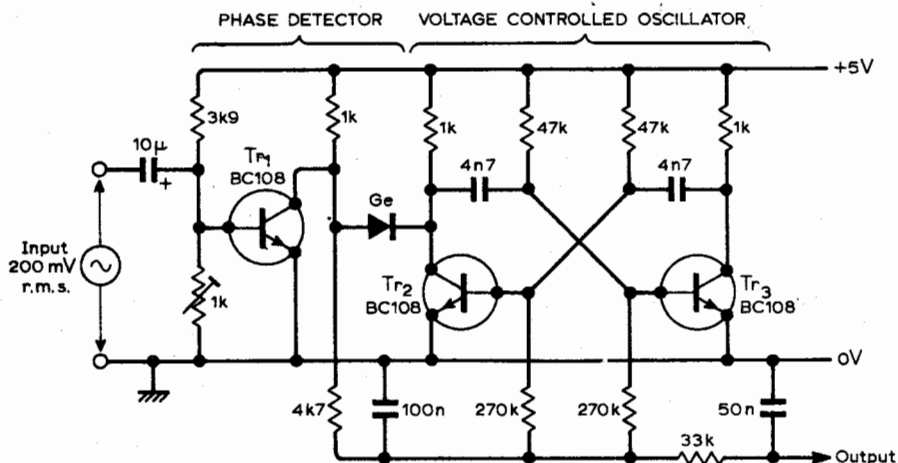 PHASE DETECTOR
VOLTAGE CONTROLLED OSCILLATOR
+5V
3k9
1k
1k
47k
47k
1k
10μ
+
Tr1
BC108
4n7
4n7
Ge
Input
200 mV
r.m.s.
1k
Tr2
BC108
Tr3
BC108
0V
4k7
100n
270k
270k
50n
33k
Output